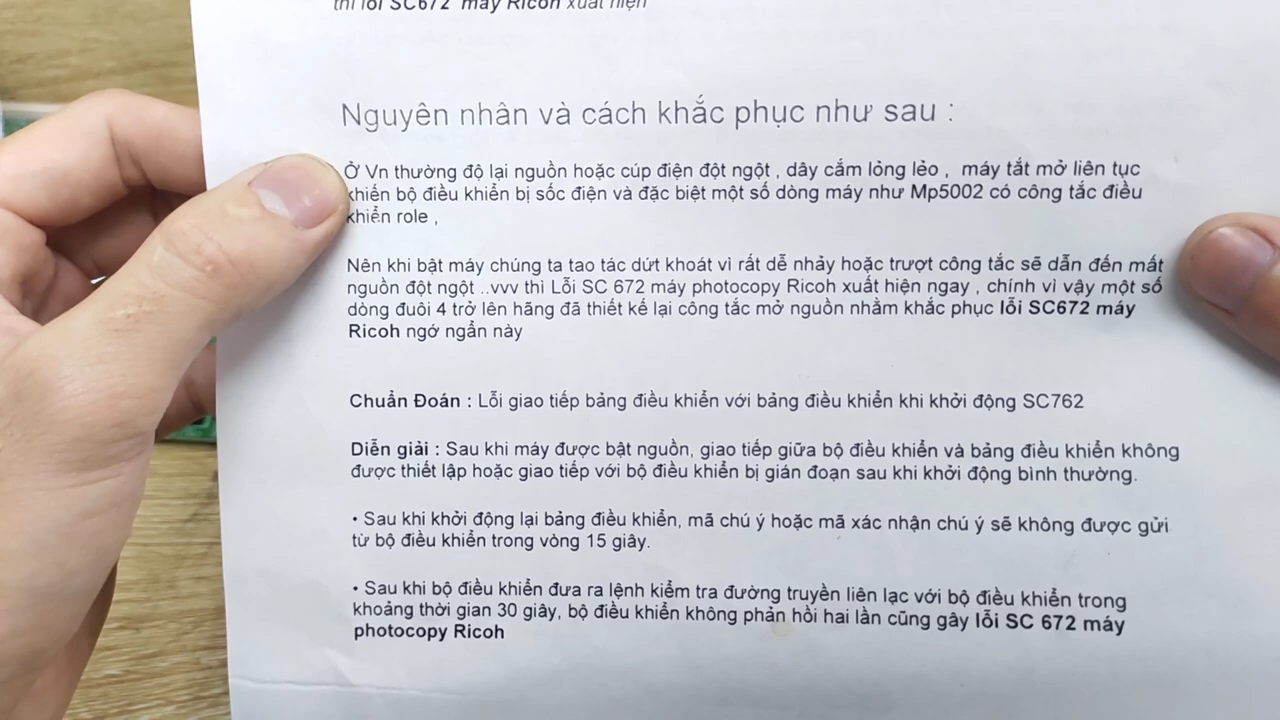 thì lỗi SC672 máy Ricoh xuất hiện
Nguyên nhân và cách khắc phục như sau :
Ở Vn thường độ lại nguồn hoặc cúp điện đột ngột , dây cắm lỏng lẻo , máy tắt mở liên tục
khiến bộ điều khiển bị sốc điện và đặc biệt một số dòng máy như Mp5002 có công tắc điều
khiển role ,
Nên khi bật máy chúng ta tao tác dứt khoát vì rất dễ nhảy hoặc trượt công tắc sẽ dẫn đến mất
nguồn đột ngột ..vvv thì Lỗi SC 672 máy photocopy Ricoh xuất hiện ngay , chính vì vậy một số
dòng đuôi 4 trở lên hãng đã thiết kế lại công tắc mở nguồn nhằm khắc phục lỗi SC672 máy
Ricoh ngớ ngẩn này
Chuẩn Đoán : Lỗi giao tiếp bảng điều khiển với bảng điều khiển khi khởi động SC762
Diễn giải : Sau khi máy được bật nguồn, giao tiếp giữa bộ điều khiển và bảng điều khiển không
được thiết lập hoặc giao tiếp với bộ điều khiển bị gián đoạn sau khi khởi động bình thường.
• Sau khi khởi động lại bảng điều khiển, mã chú ý hoặc mã xác nhận chú ý sẽ không được gửi
từ bộ điều khiển trong vòng 15 giây.
• Sau khi bộ điều khiển đưa ra lệnh kiểm tra đường truyền liên lạc với bộ điều khiển trong
khoảng thời gian 30 giây, bộ điều khiển không phản hồi hai lần cũng gây lỗi SC 672 máy
photocopy Ricoh